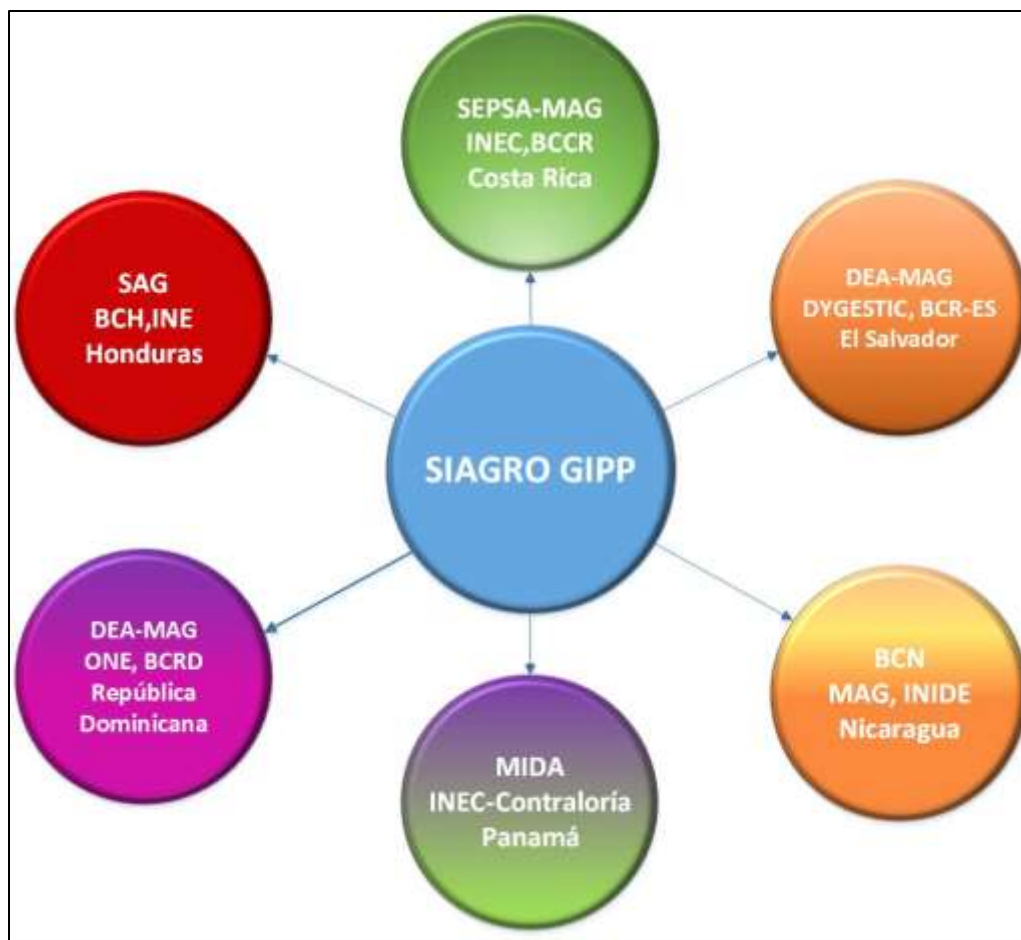 SEPSA-MAG
INEC,BCCR
Costa Rica
SAG
BCH,INE
Honduras
DEA-MAG
DYGESTIC, BCR-ES
El Salvador
SIAGRO GIPP
DEA-MAG
ONE, BCRD
República
Dominicana
BCN
MAG, INIDE
Nicaragua
MIDA
INEC-Contraloría
Panamá